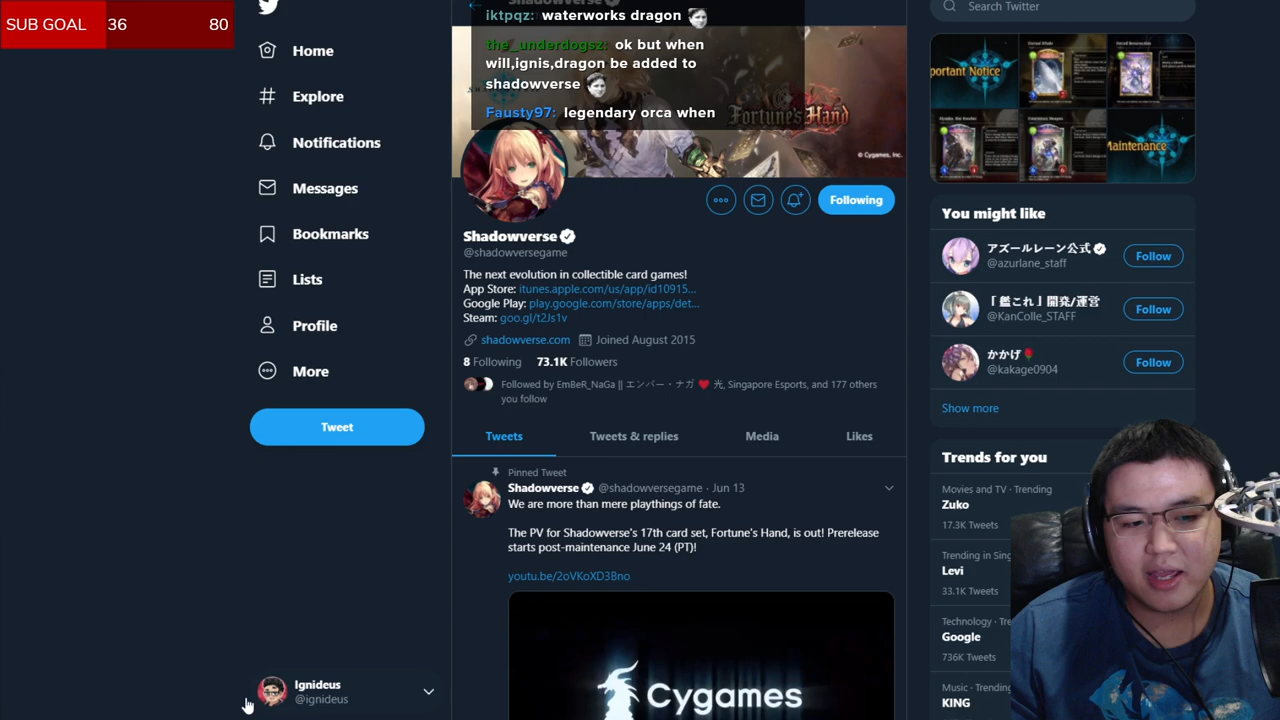 SUB GOAL 36 80
Home
Explore
Notifications
Messages
Bookmarks
Lists
Profile
More
Tweet
Ignideus
@ignideus
iktpqz: waterworks dragon
the_underdogsz: ok but when
will,ignis,dragon be added to
shadowverse
Fausty97: legendary orca when
Fortune's Hand
© Cygames, Inc.
Following
Shadowverse
@shadowversegame
The next evolution in collectible card games!
App Store: itunes.apple.com/us/app/id10915...
Google Play: play.google.com/store/apps/det...
Steam: goo.gl/t2Js1v
shadowverse.com Joined August 2015
8 Following 73.1K Followers
Followed by EmBeR_NaGa || エンバー・ナガ ❤️ 光, Singapore Esports, and 177 others
you follow
Tweets Tweets & replies Media Likes
Pinned Tweet
Shadowverse @shadowversegame · Jun 13
We are more than mere playthings of fate.
The PV for Shadowverse's 17th card set, Fortune's Hand, is out! Prerelease
starts post-maintenance June 24 (PT)!
youtu.be/2oVKoXD3Bno
Cygames
Search Twitter
portant Notice
Maintenance
You might like
アズールレーン公式
@azurlane_staff
Follow
「艦これ」開発/運営
@KanColle_STAFF
Follow
かかげ🌹
@kakage0904
Follow
Show more
Trends for you
Movies and TV · Trending
Zuko
17.3K Tweets
Trending in Sing
Levi
33.1K Tweets
Technology · Tre
Google
736K Tweets
Music · Trending
KING